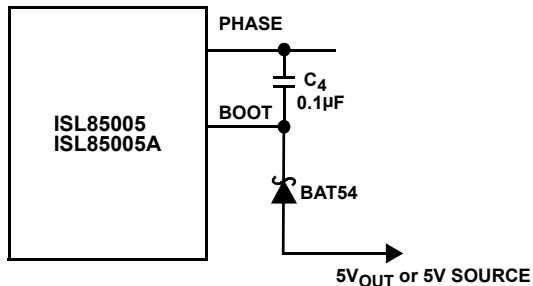 PHASE
C4
0.1µF
BOOT
ISL85005
ISL85005A
BAT54
5VOUT or 5V SOURCE